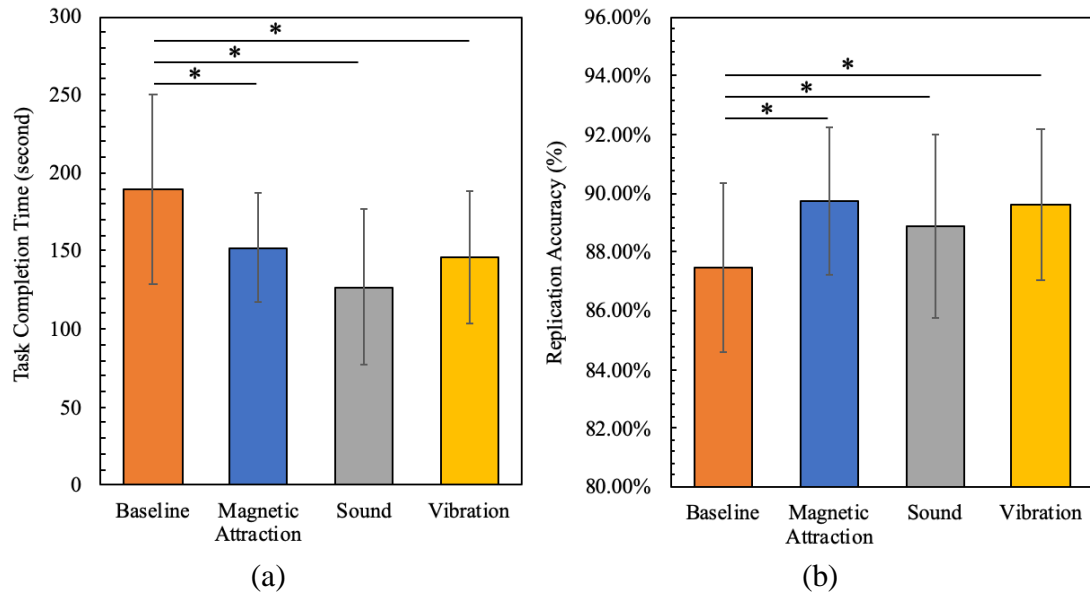 Task Completion Time (second)
300
250
200
150
100
50
0
*
*
*
Baseline
Magnetic
Attraction
Sound
Vibration
(a)
Replication Accuracy (%)
96.00%
94.00%
92.00%
90.00%
88.00%
86.00%
84.00%
82.00%
80.00%
*
*
*
Baseline
Magnetic
Attraction
Sound
Vibration
(b)